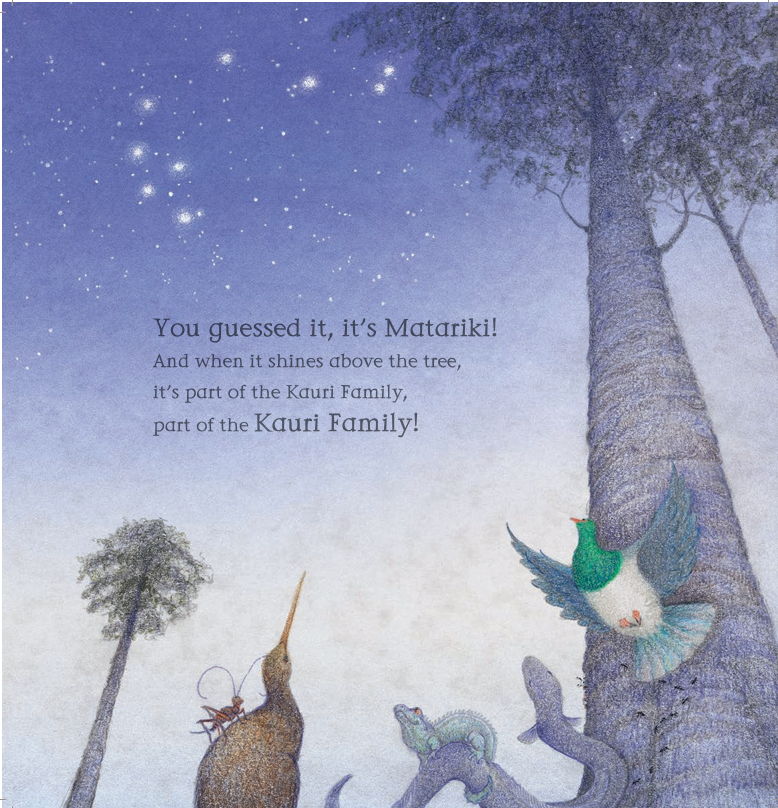 You guessed it, it's Matariki!
And when it shines above the tree,
it's part of the Kauri Family,
part of the Kauri Family!